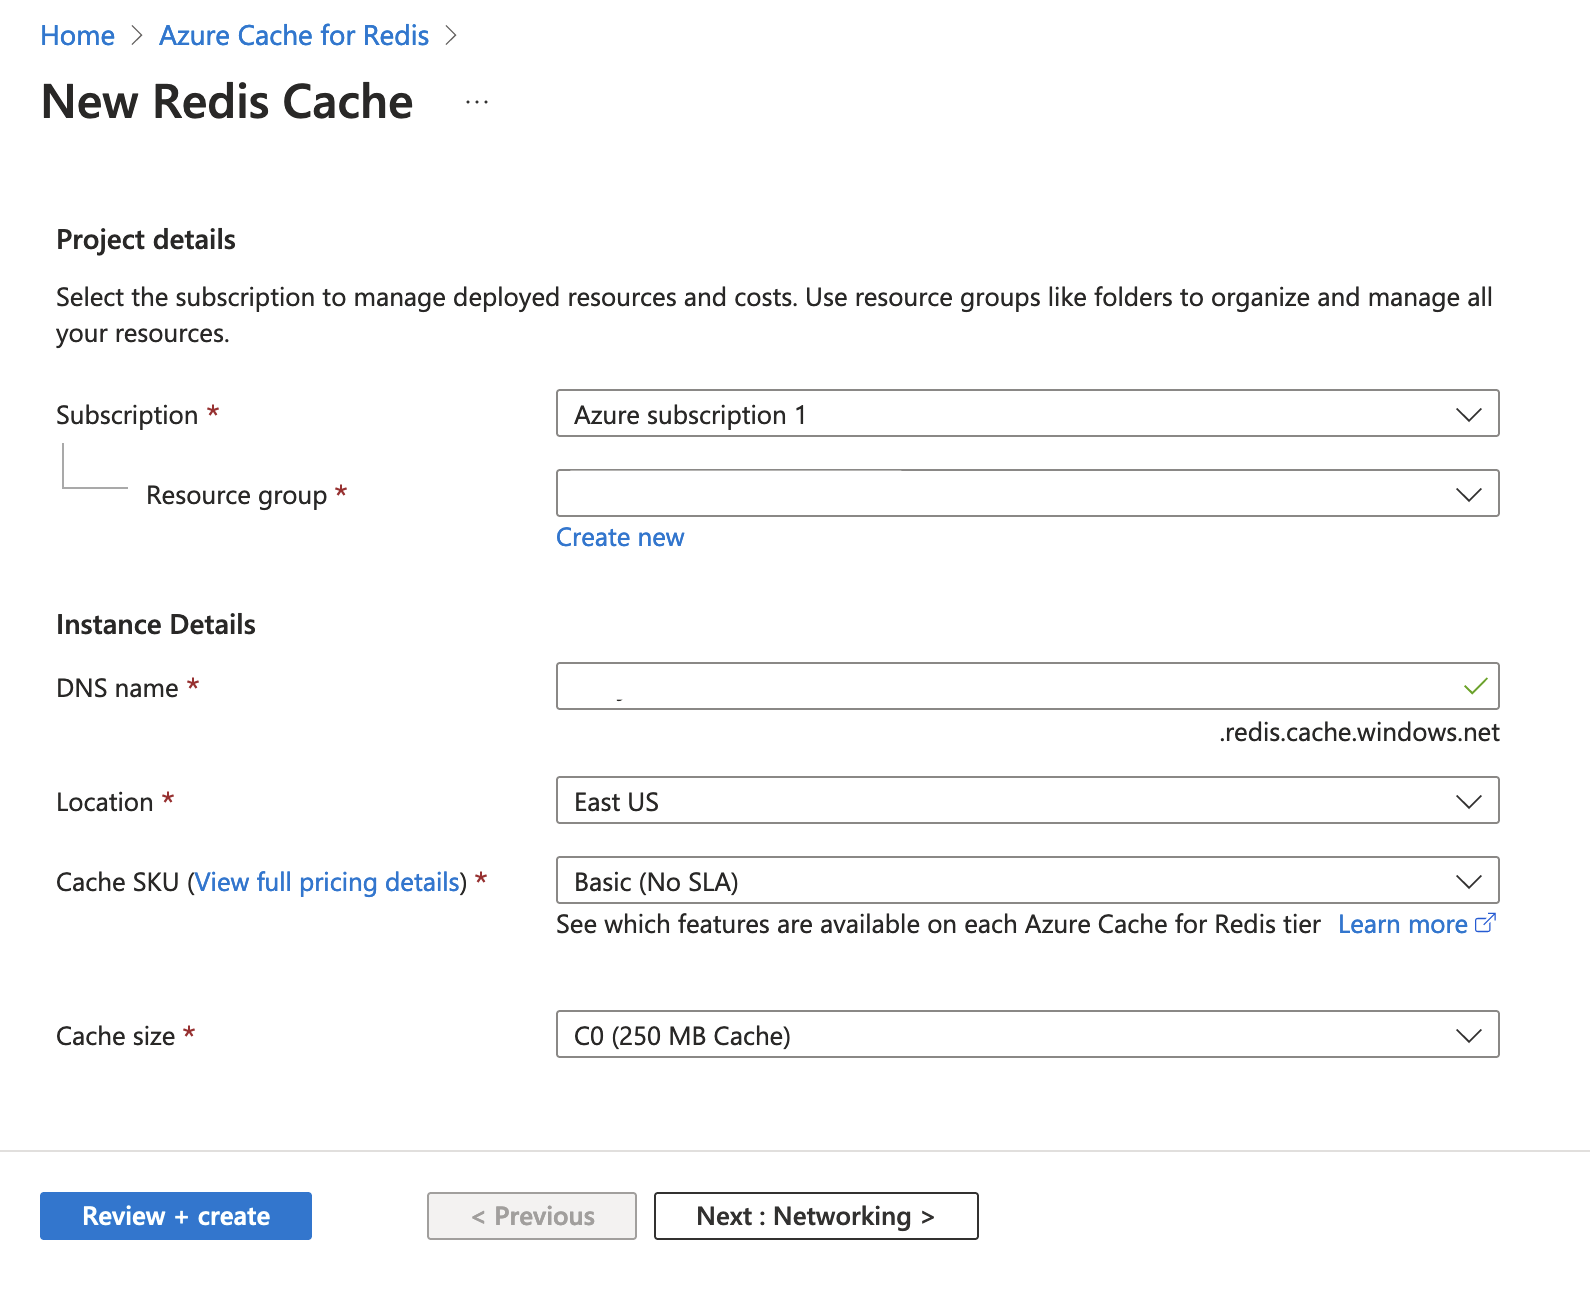 Home > Azure Cache for Redis >
New Redis Cache ...
Project details
Select the subscription to manage deployed resources and costs. Use resource groups like folders to organize and manage all
your resources.
Subscription * Azure subscription 1
Resource group *
Create new
Instance Details
DNS name *
.redis.cache.windows.net
Location * East US
Cache SKU (View full pricing details) * Basic (No SLA)
See which features are available on each Azure Cache for Redis tier Learn more
Cache size * C0 (250 MB Cache)
Review + create < Previous Next : Networking >